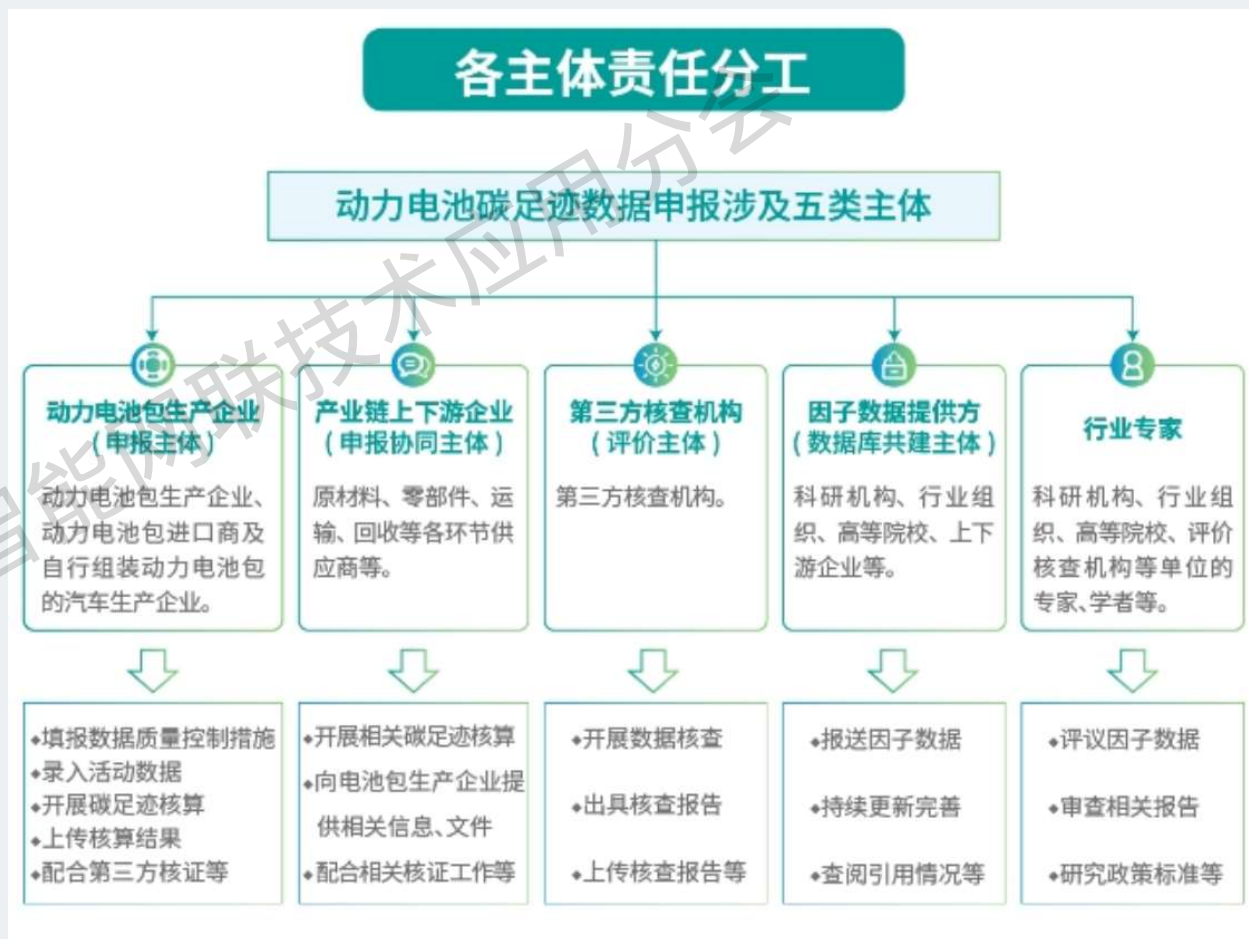 各主体责任分工
动力电池碳足迹数据申报涉及五类主体
动力电池包生产企业
(申报主体)
动力电池包生产企业、
动力电池包进口商及
自行组装动力电池包
的汽车生产企业。
◆填报数据质量控制措施
◆录入活动数据
◆开展碳足迹核算
◆上传核算结果
◆配合第三方核证等
产业链上下游企业
(申报协同主体)
原材料、零部件、运
输、回收等各环节供
应商等。
◆开展相关碳足迹核算
◆向电池包生产企业提
供相关信息、文件
◆配合相关核证工作等
第三方核查机构
(评价主体)
第三方核查机构。
◆开展数据核查
◆出具核查报告
◆上传核查报告等
因子数据提供方
(数据库共建主体)
科研机构、行业组
织、高等院校、上下
游企业等。
◆报送因子数据
◆持续更新完善
◆查阅引用情况等
行业专家
科研机构、行业组
织、高等院校、评价
核查机构等单位的
专家、学者等。
◆评议因子数据
◆审查相关报告
◆研究政策标准等
智能网联技术应用分会